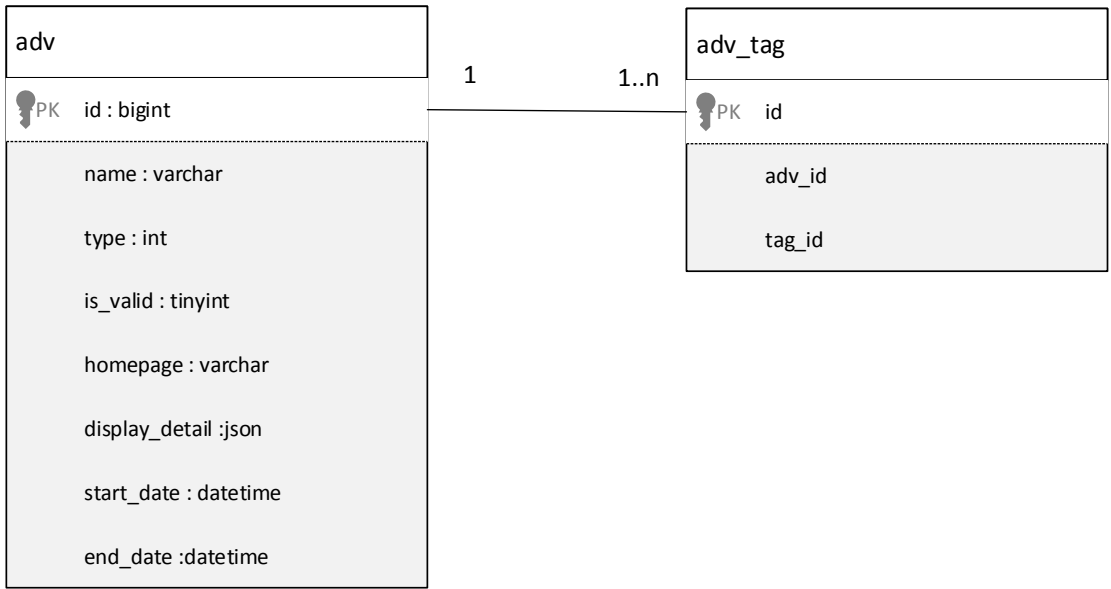 adv
PK id : bigint
name : varchar
type : int
is_valid : tinyint
homepage : varchar
display_detail :json
start_date : datetime
end_date :datetime
1
1..n
adv_tag
PK id
adv_id
tag_id